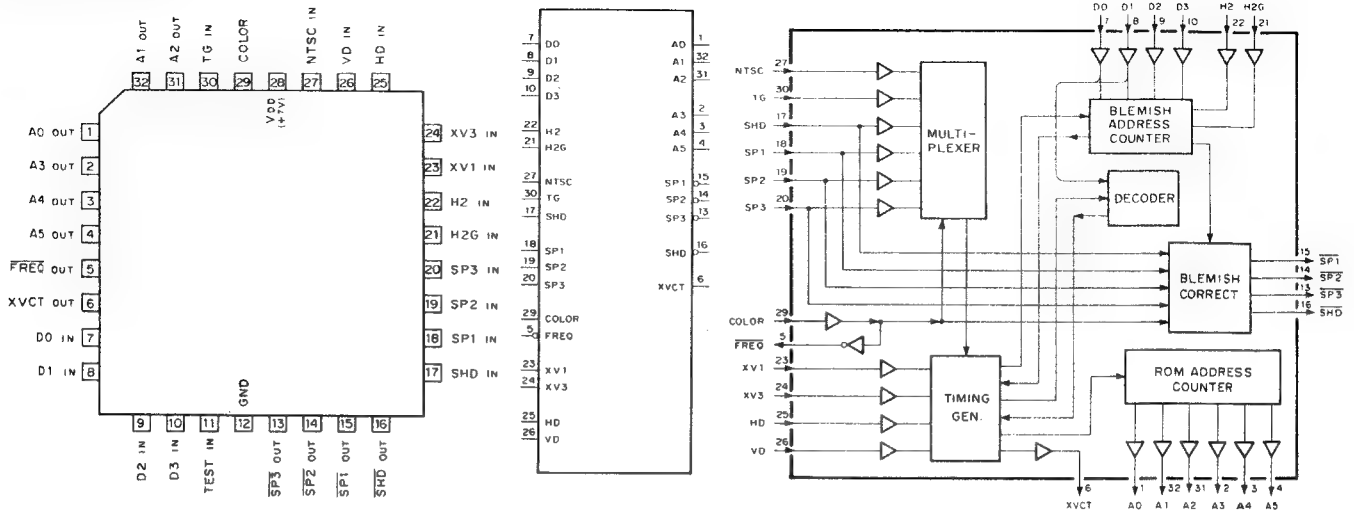 A1 OUT
A2 OUT
TG IN
COLOR
NTSC IN
VD IN
HD IN
32 31 30 29 28 27 26 25
VDD
(+7V)
A0 OUT 1
A3 OUT 2
A4 OUT 3
A5 OUT 4
FREQ OUT 5
XVCT OUT 6
D0 IN 7
D1 IN 8
24 XV3 IN
23 XV1 IN
22 H2 IN
21 H2G IN
20 SP3 IN
19 SP2 IN
18 SP1 IN
17 SHD IN
GND
9 10 11 12 13 14 15 16
D2 IN
D3 IN
TEST IN
SP3 OUT
SP2 OUT
SP1 OUT
SHD OUT
7 D0
8 D1
9 D2
10 D3
22 H2
21 H2G
27 NTSC
30 TG
17 SHD
18 SP1
19 SP2
20 SP3
29 COLOR
5 FREQ
23 XV1
24 XV3
25 HD
26 VD
A0 1
A1 32
A2 31
A3 2
A4 3
A5 4
SP1 15
SP2 14
SP3 13
SHD 16
XVCT 6
D0 D1 D2 D3 H2 H2G
7 8 9 10 22 21
NTSC 27
TG 30
SHD 17
SP1 18
SP2 19
SP3 20
COLOR 29
FREQ 5
XV1 23
XV3 24
HD 25
VD 26
MULTI-
PLEXER
BLEMISH
ADDRESS
COUNTER
DECODER
BLEMISH
CORRECT
15 SP1
14 SP2
13 SP3
16 SHD
TIMING
GEN.
ROM ADDRESS
COUNTER
6 1 32 31 2 3 4
XVCT A0 A1 A2 A3 A4 A5